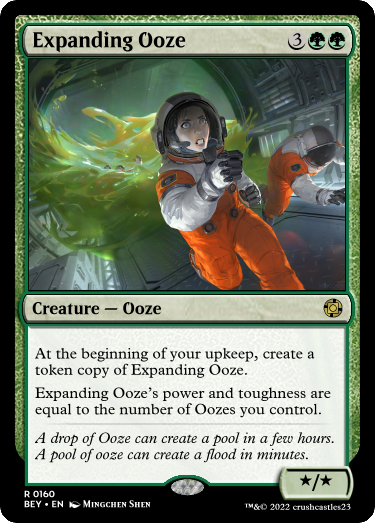 Expanding Ooze 3
Creature — Ooze
At the beginning of your upkeep, create a
token copy of Expanding Ooze.
Expanding Ooze's power and toughness are
equal to the number of Oozes you control.
A drop of Ooze can create a pool in a few hours.
A pool of ooze can create a flood in minutes.
*/*
R 0160
BEY • EN Mingchen Shen
™&© 2022 crushcastles23